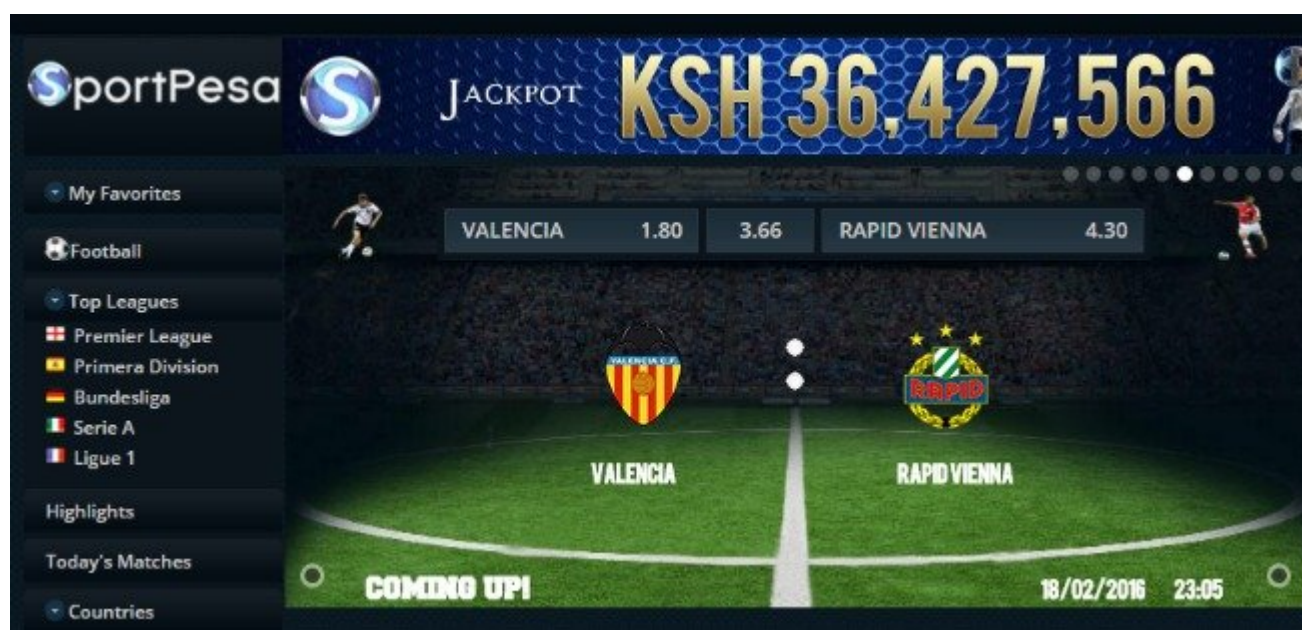 SportPesa
JACKPOT KSH 36,427,566
My Favorites
Football
Top Leagues
Premier League
Primera Division
Bundesliga
Serie A
Ligue 1
Highlights
Today's Matches
Countries
VALENCIA 1.80 3.66 RAPID VIENNA 4.30
VALENCIA C.F.
RAPID
VALENCIA RAPID VIENNA
COMING UP! 18/02/2016 23:05